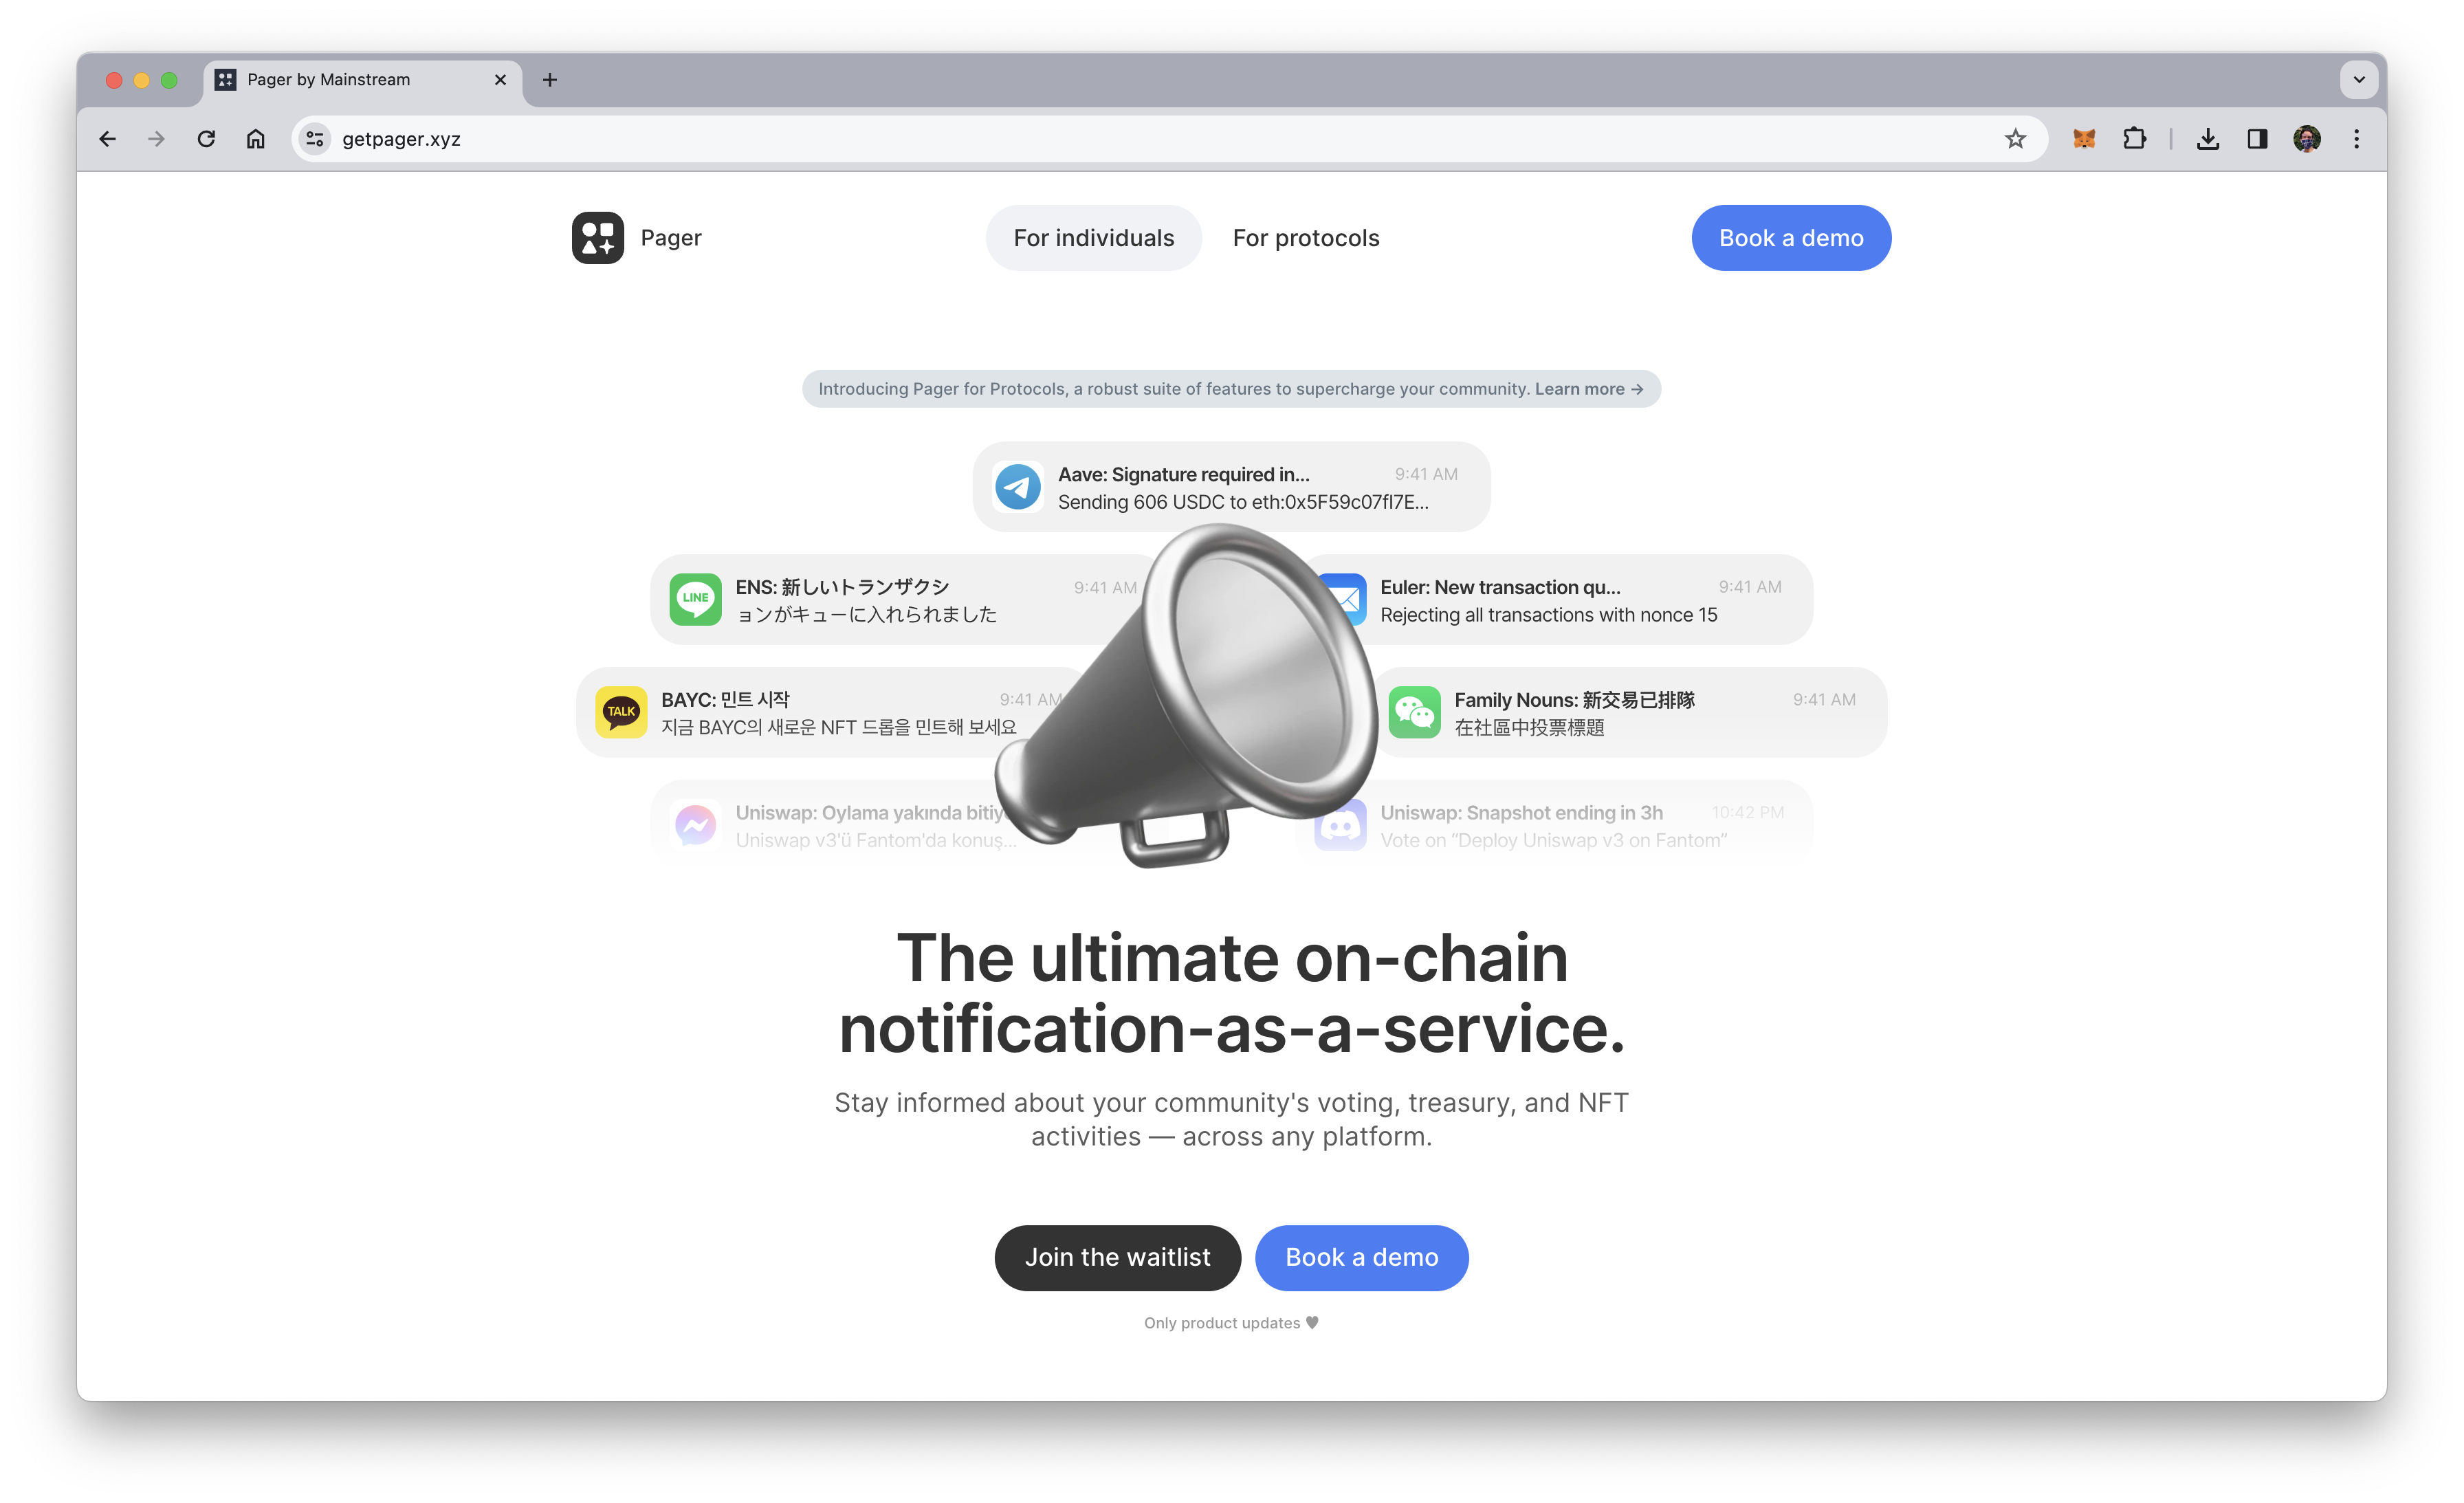 Pager by Mainstream
getpager.xyz
Pager
For individuals
For protocols
Book a demo
Introducing Pager for Protocols, a robust suite of features to supercharge your community. Learn more →
Aave: Signature required in...
9:41 AM
Sending 606 USDC to eth:0x5F59c07fI7E...
LINE
ENS: 新しいトランザクシ
9:41 AM
ョンがキューに入れられました
Euler: New transaction qu...
9:41 AM
Rejecting all transactions with nonce 15
TALK
BAYC: 민트 시작
9:41 AM
지금 BAYC의 새로운 NFT 드롭을 민트해 보세요
Family Nouns: 新交易已排隊
9:41 AM
在社區中投票標題
Uniswap: Oylama yakında bitiy
Uniswap v3'ü Fantom'da konuş...
Uniswap: Snapshot ending in 3h
10:42 PM
Vote on “Deploy Uniswap v3 on Fantom”
The ultimate on-chain
notification-as-a-service.
Stay informed about your community's voting, treasury, and NFT
activities — across any platform.
Join the waitlist
Book a demo
Only product updates ♥